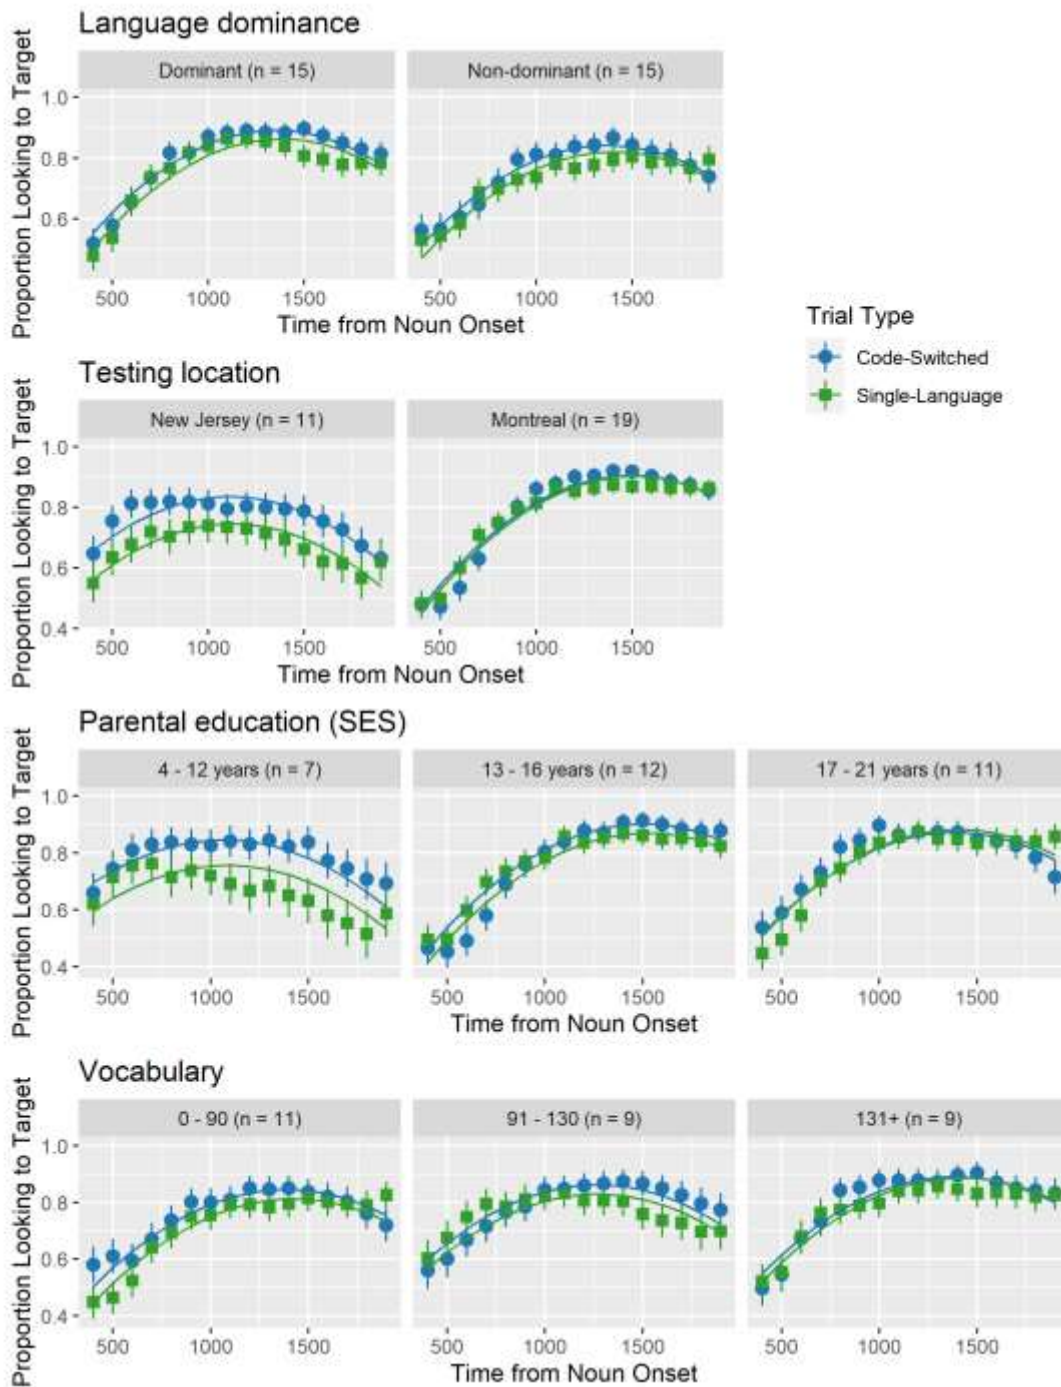 Language dominance
Proportion Looking to Target
Dominant (n = 15)
Non-dominant (n = 15)
1.0
0.8
0.6
500
1000
1500
500
1000
1500
Time from Noun Onset
Trial Type
Code-Switched
Single-Language
Testing location
Proportion Looking to Target
New Jersey (n = 11)
Montreal (n = 19)
1.0
0.8
0.6
0.4
500
1000
1500
500
1000
1500
Time from Noun Onset
Parental education (SES)
Proportion Looking to Target
4 - 12 years (n = 7)
13 - 16 years (n = 12)
17 - 21 years (n = 11)
1.0
0.8
0.6
0.4
500
1000
1500
500
1000
1500
500
1000
1500
Time from Noun Onset
Vocabulary
Proportion Looking to Target
0 - 90 (n = 11)
91 - 130 (n = 9)
131+ (n = 9)
1.0
0.8
0.6
0.4
500
1000
1500
500
1000
1500
500
1000
1500
Time from Noun Onset